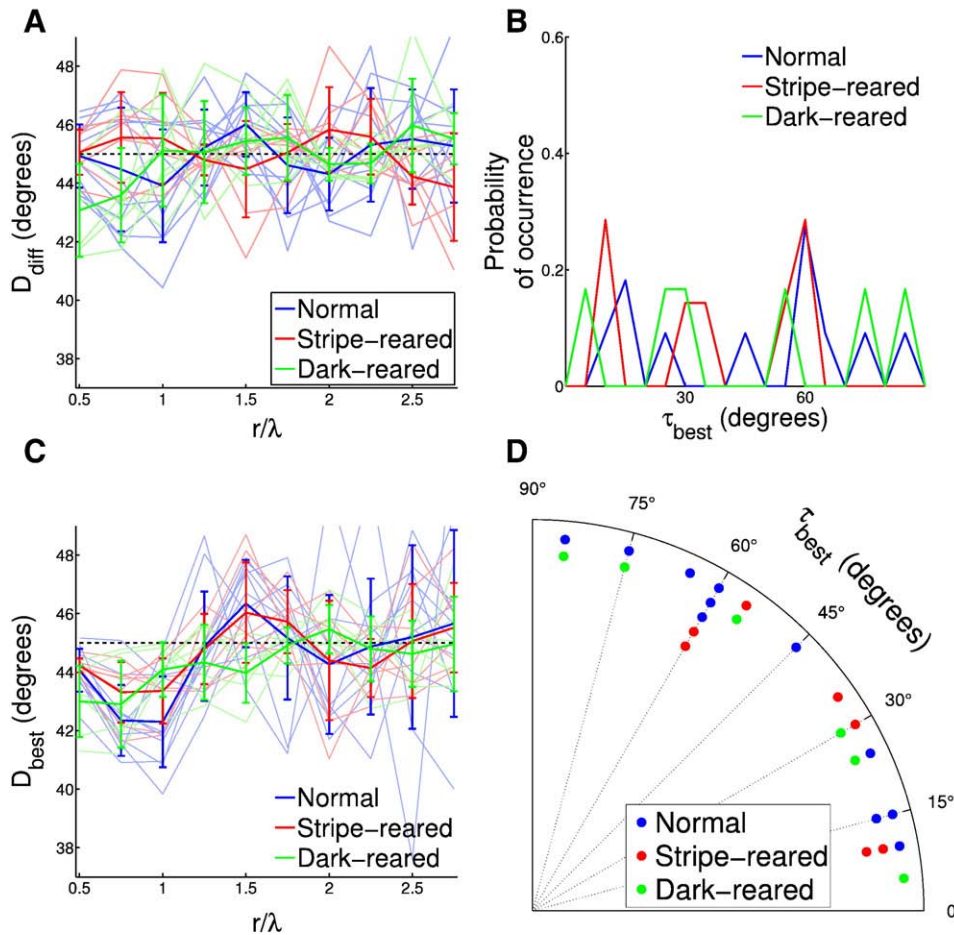 A
D_diff (degrees)
48
46
44
42
40
38
Normal
Stripe−reared
Dark−reared
0.5
1
1.5
2
2.5
r/λ
B
Probability
of occurrence
0.6
0.4
0.2
0
Normal
Stripe−reared
Dark−reared
30
60
τ_best (degrees)
C
D_best (degrees)
48
46
44
42
40
38
Normal
Stripe−reared
Dark−reared
0.5
1
1.5
2
2.5
r/λ
D
90°
75°
60°
45°
30°
15°
0
τ_best (degrees)
Normal
Stripe−reared
Dark−reared